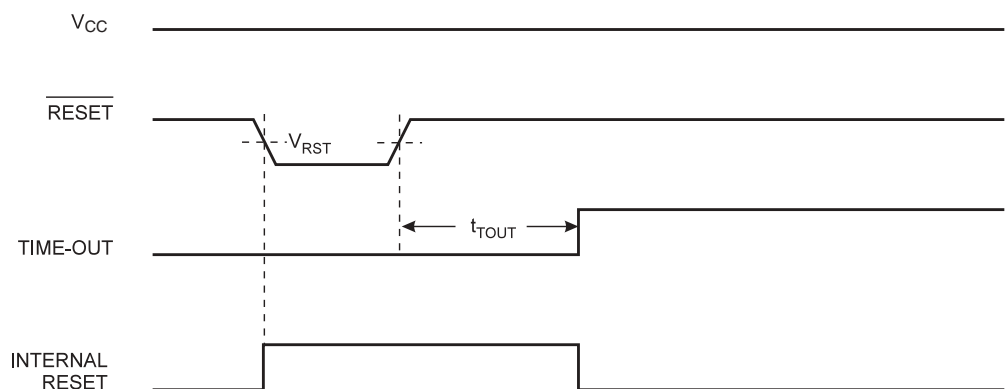 VCC
RESET
VRST
tTOUT
TIME-OUT
INTERNAL
RESET